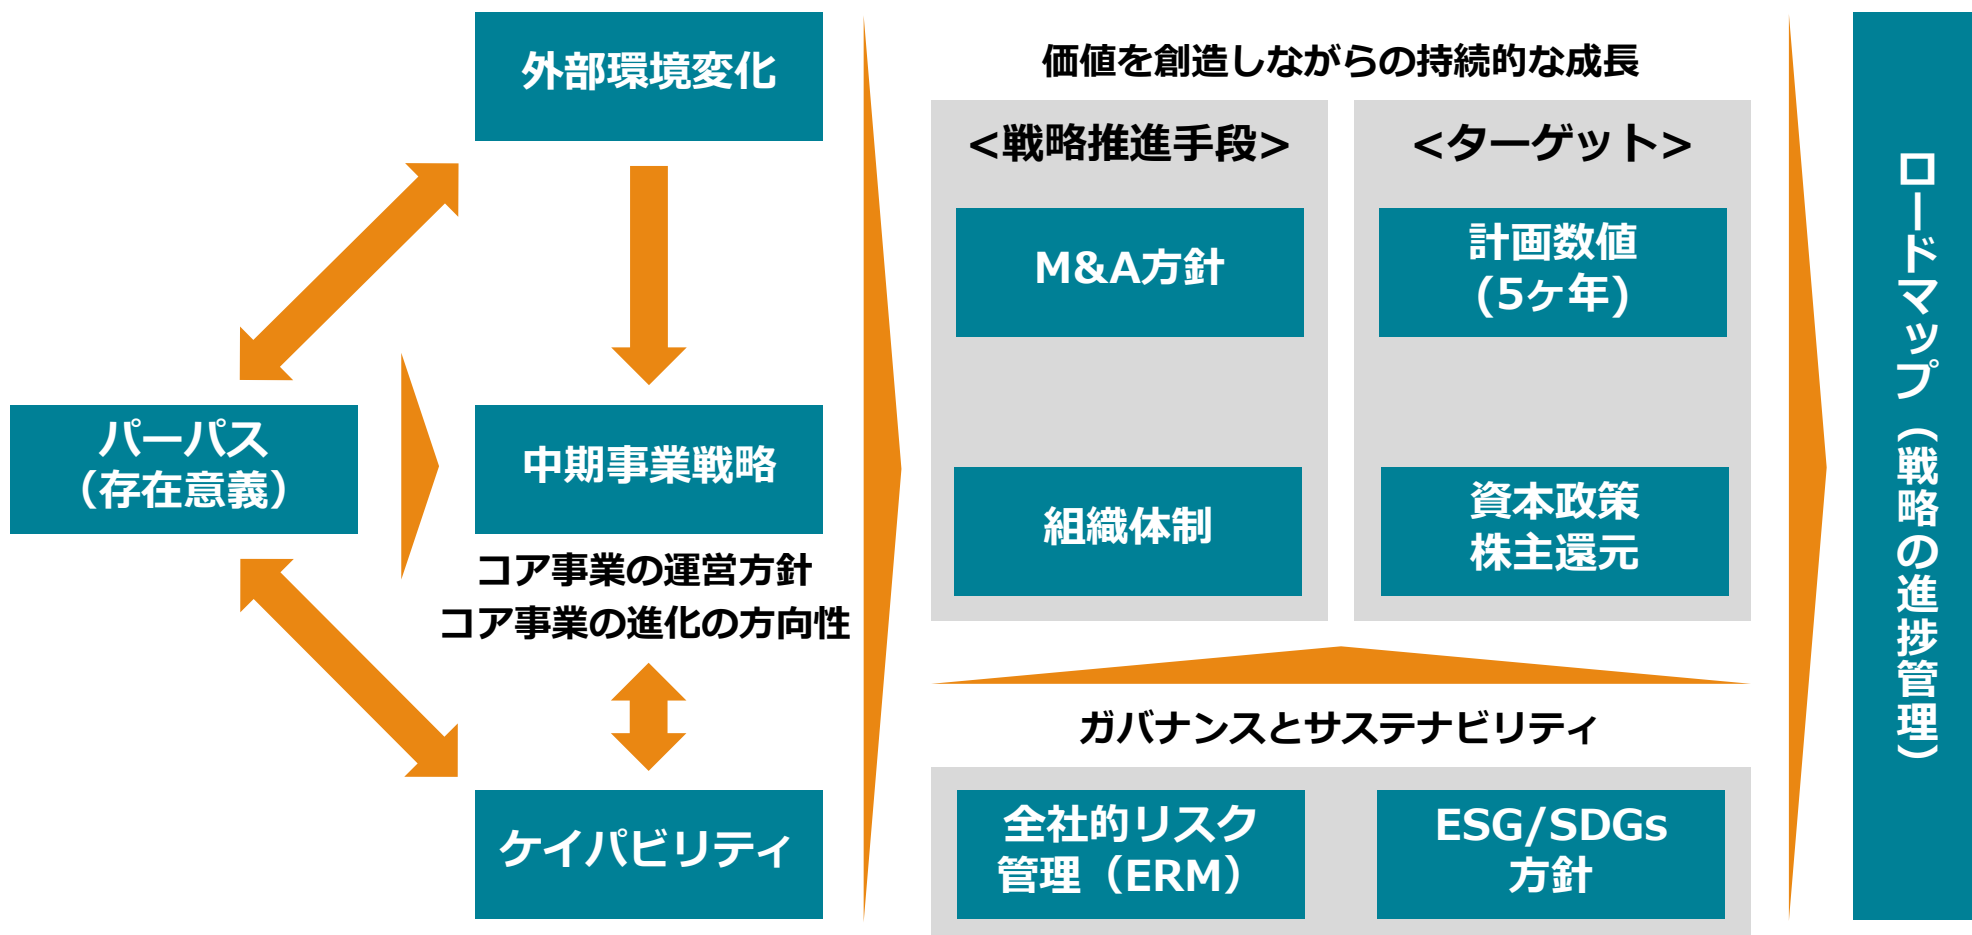 外部環境変化
パーパス
（存在意義）
中期事業戦略
コア事業の運営方針
コア事業の進化の方向性
ケイパビリティ
価値を創造しながらの持続的な成長
<戦略推進手段>
M&A方針
組織体制
<ターゲット>
計画数値
（5ヶ年）
資本政策
株主還元
ガバナンスとサステナビリティ
全社的リスク
管理（ERM）
ESG/SDGs
方針
ロードマップ（戦略の進捗管理）